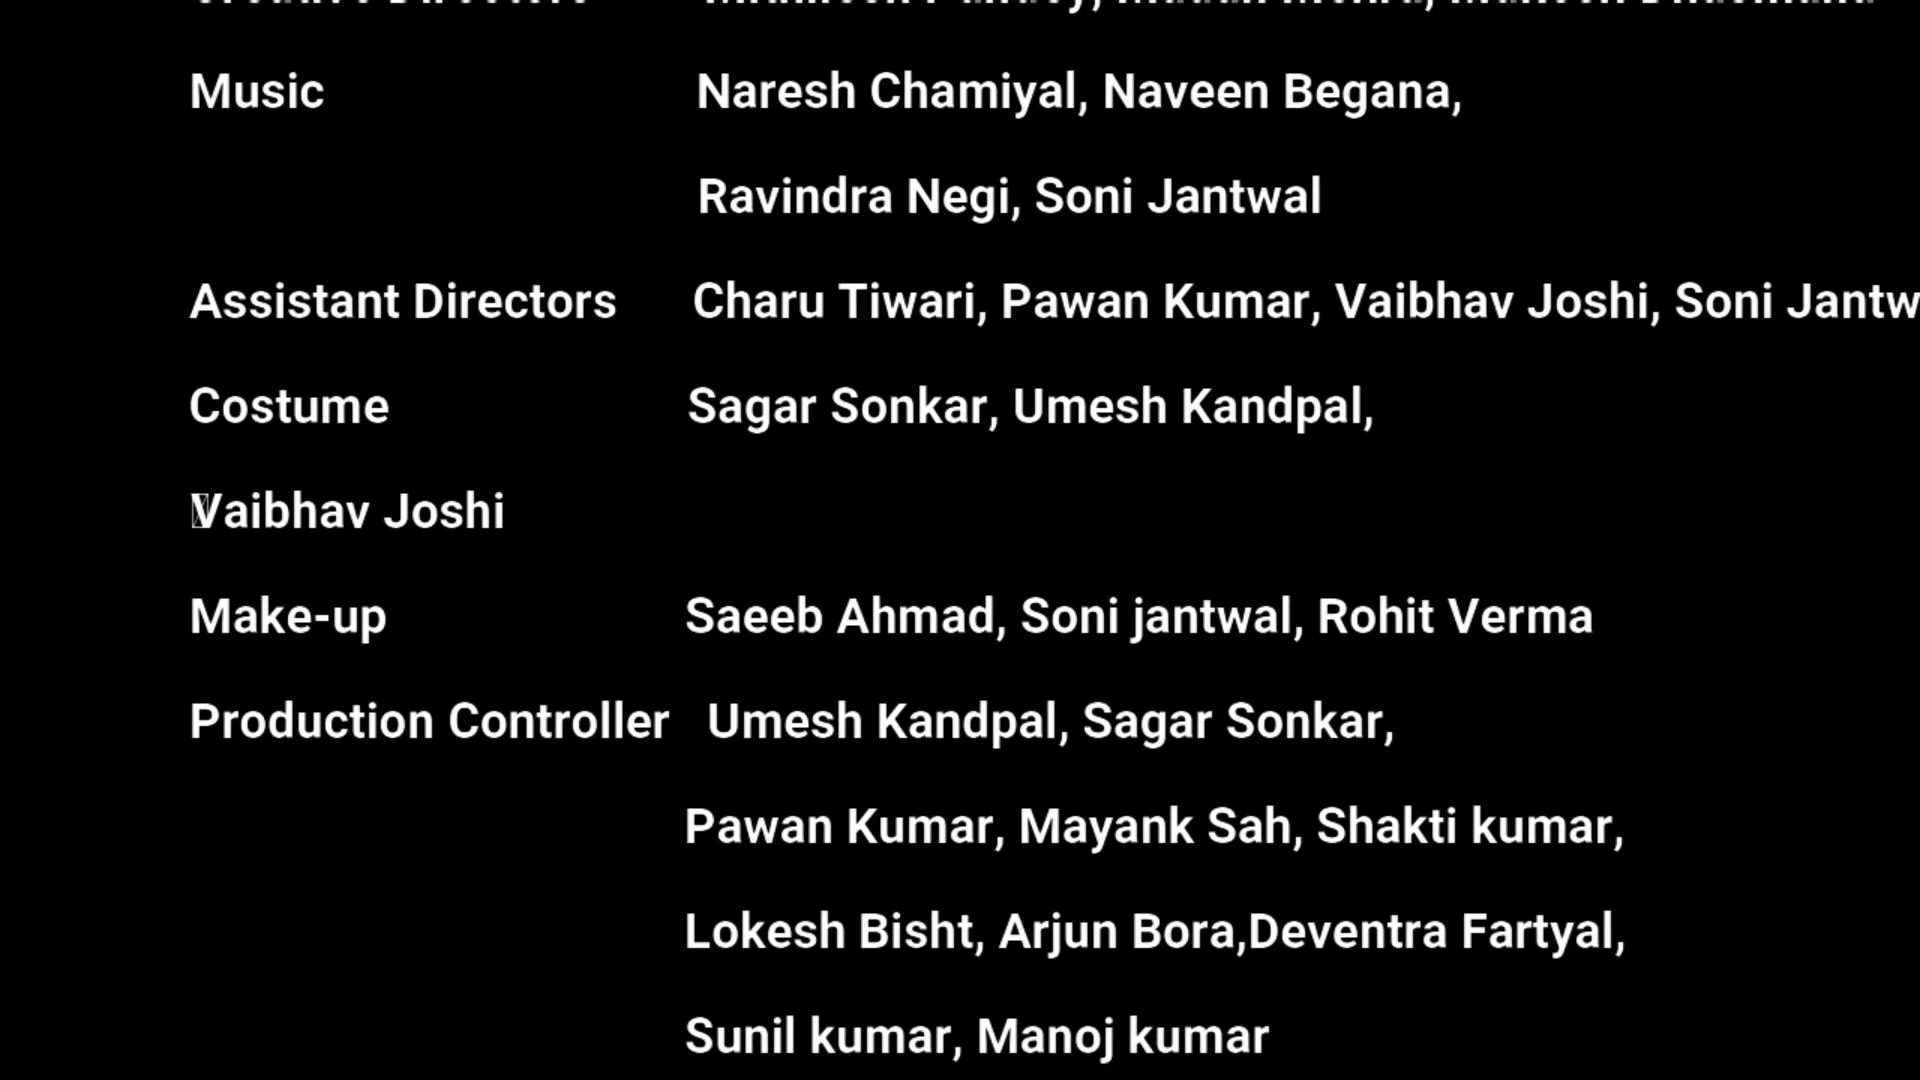 Music Naresh Chamiyal, Naveen Begana,
Ravindra Negi, Soni Jantwal
Assistant Directors Charu Tiwari, Pawan Kumar, Vaibhav Joshi, Soni Jantw
Costume Sagar Sonkar, Umesh Kandpal,
Vaibhav Joshi
Make-up Saeeb Ahmad, Soni jantwal, Rohit Verma
Production Controller Umesh Kandpal, Sagar Sonkar,
Pawan Kumar, Mayank Sah, Shakti kumar,
Lokesh Bisht, Arjun Bora,Deventra Fartyal,
Sunil kumar, Manoj kumar